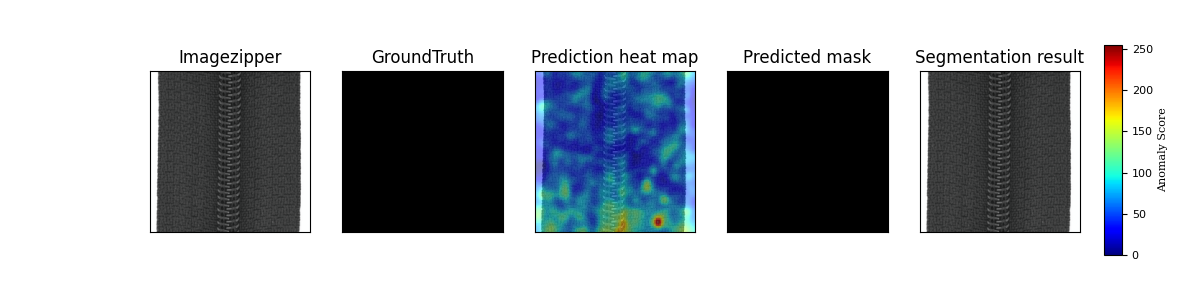 Imagezipper
GroundTruth
Prediction heat map
Predicted mask
Segmentation result
250
200
150
100
50
0
Anomaly Score